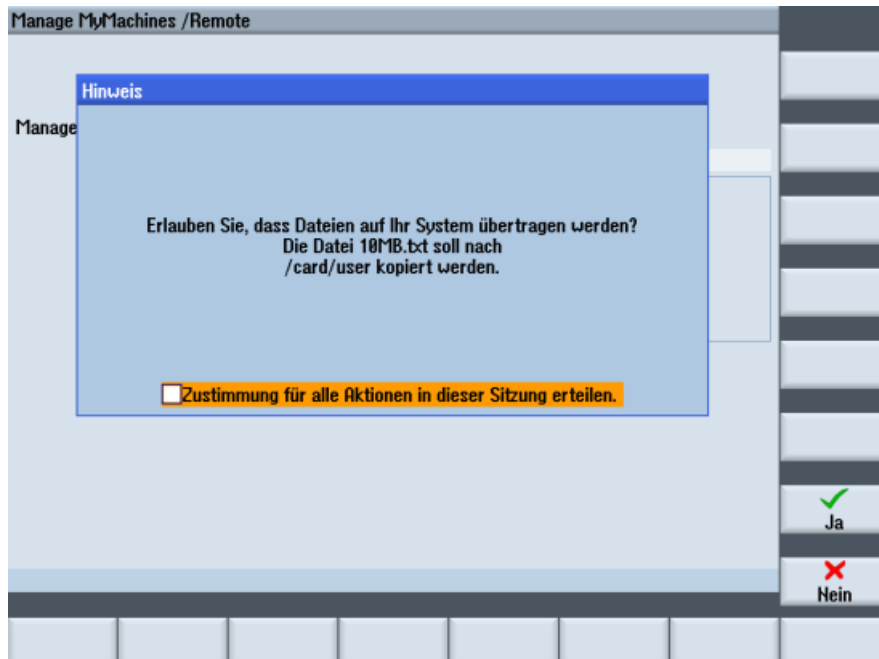 Manage MyMachines /Remote
Hinweis
Manage
Erlauben Sie, dass Dateien auf Ihr System übertragen werden?
Die Datei 10MB.txt soll nach
/card/user kopiert werden.
Zustimmung für alle Aktionen in dieser Sitzung erteilen.
Ja
Nein